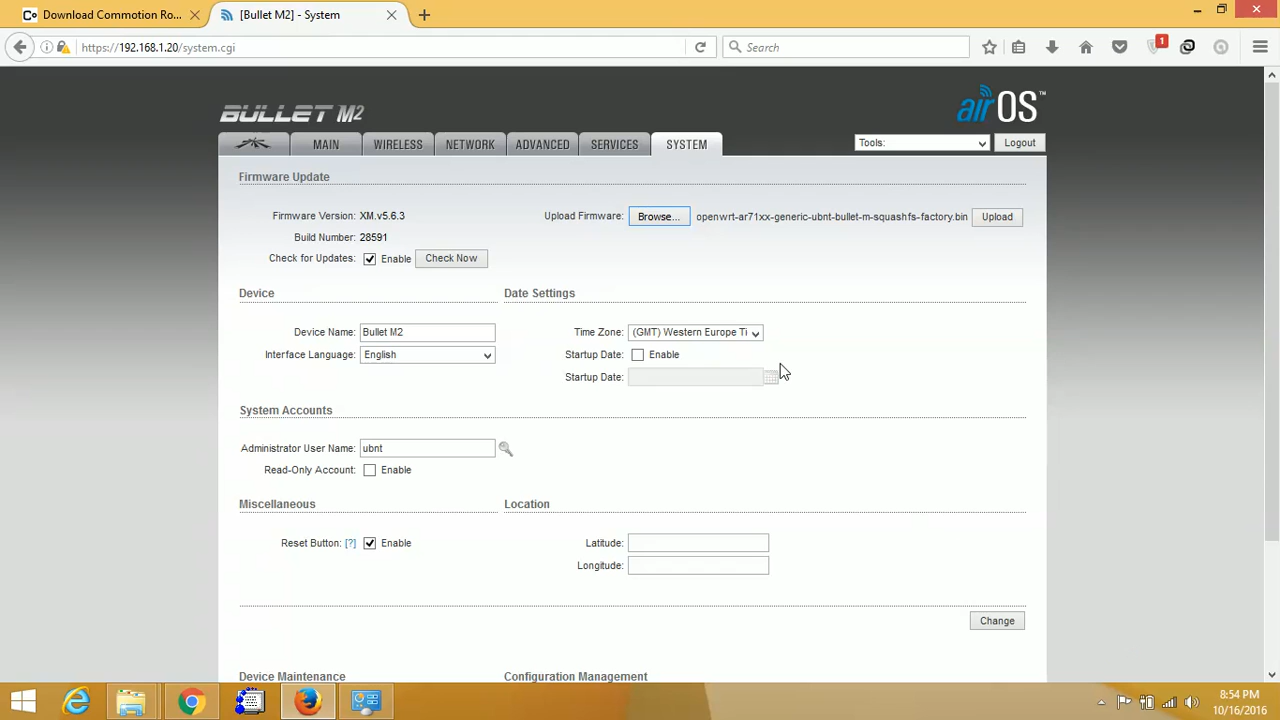 Download Commotion Ro...
[Bullet M2] - System
https://192.168.1.20/system.cgi
Search
1
BULLET M2
airOS™
MAIN
WIRELESS
NETWORK
ADVANCED
SERVICES
SYSTEM
Tools:
Logout
Firmware Update
Firmware Version: XM.v5.6.3
Upload Firmware: Browse... openwrt-ar71xx-generic-ubnt-bullet-m-squashfs-factory.bin Upload
Build Number: 28591
Check for Updates: Enable Check Now
Device
Date Settings
Device Name: Bullet M2
Time Zone: (GMT) Western Europe Ti
Interface Language: English
Startup Date: Enable
Startup Date:
System Accounts
Administrator User Name: ubnt
Read-Only Account: Enable
Miscellaneous
Location
Reset Button: [?] Enable
Latitude:
Longitude:
Change
Device Maintenance
Configuration Management
8:54 PM
10/16/2016